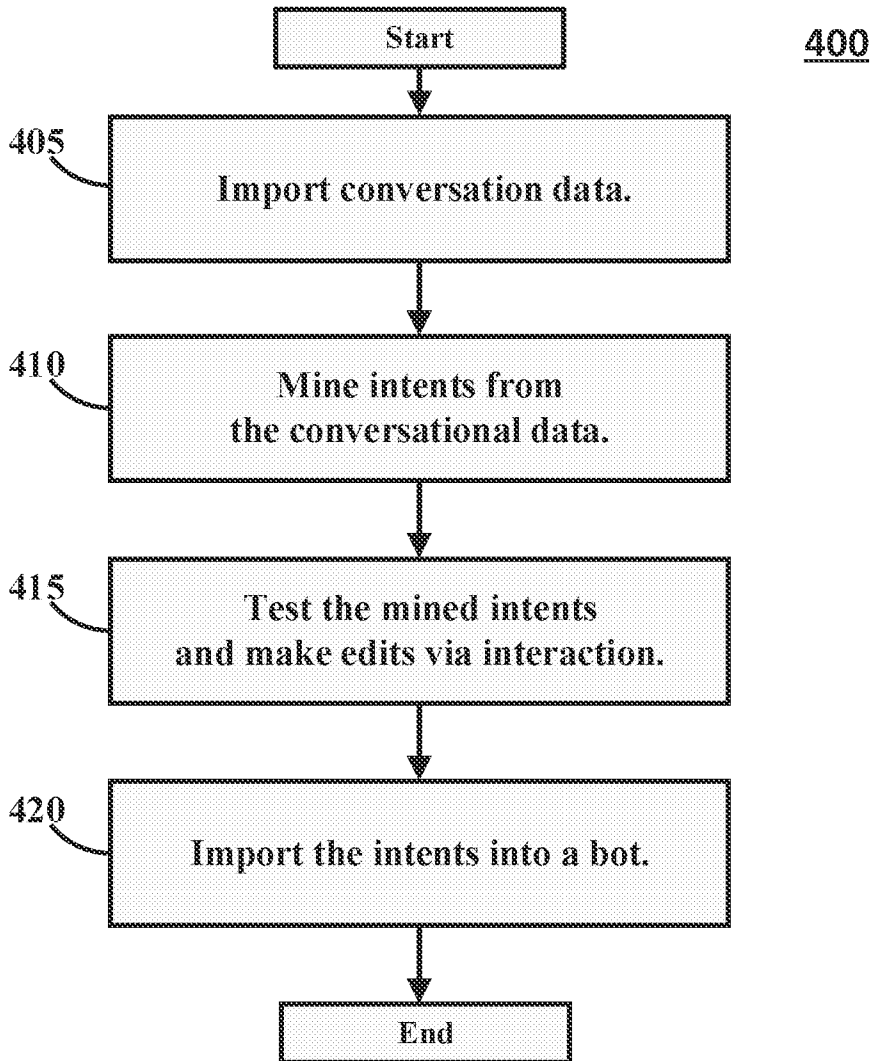 Start
400
405
Import conversation data.
410
Mine intents from
the conversational data.
415
Test the mined intents
and make edits via interaction.
420
Import the intents into a bot.
End